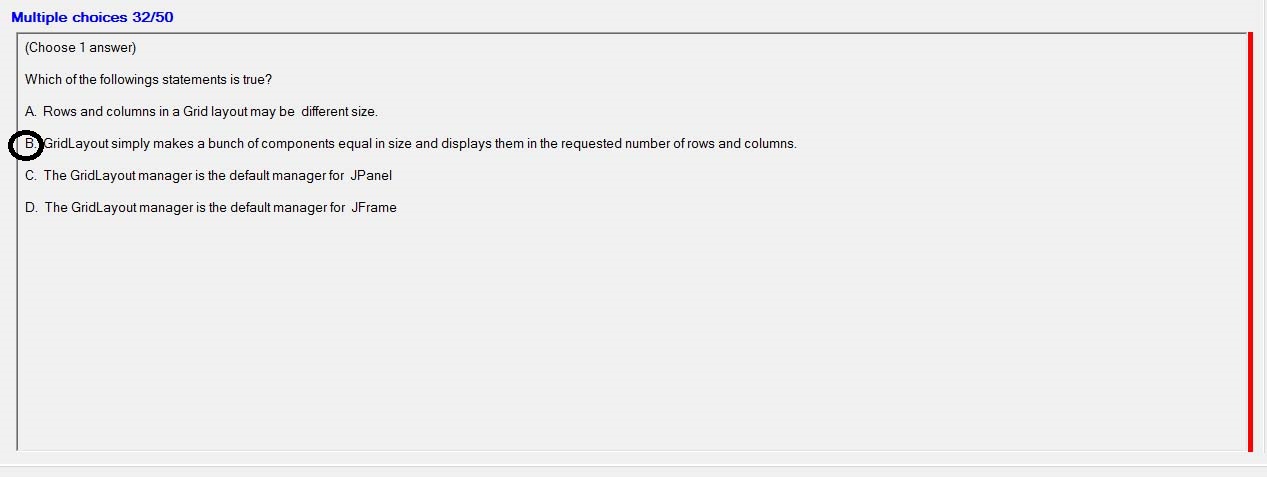 Multiple choices 32/50
(Choose 1 answer)
Which of the followings statements is true?
A. Rows and columns in a Grid layout may be different size.
B. GridLayout simply makes a bunch of components equal in size and displays them in the requested number of rows and columns.
C. The GridLayout manager is the default manager for JPanel
D. The GridLayout manager is the default manager for JFrame